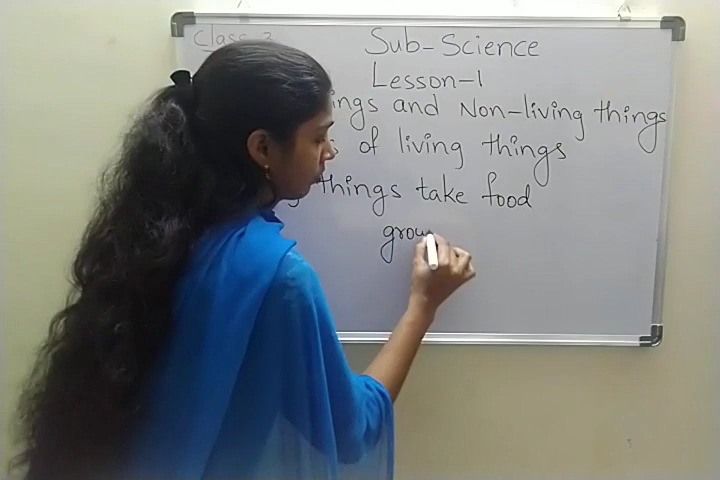 Class-3
Sub-Science
Lesson-1
ings and Non-living things
s of living things
g things take food
grow